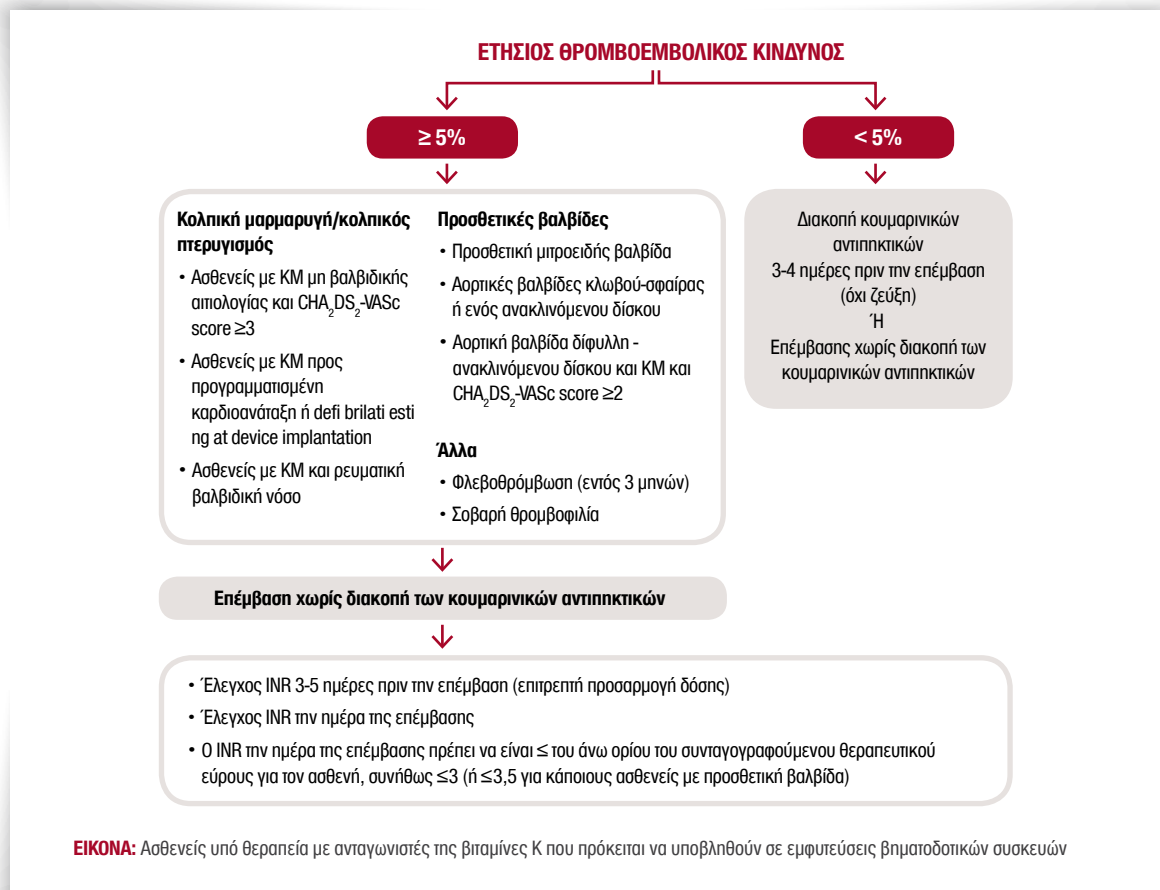 ΕΤΗΣΙΟΣ ΘΡΟΜΒΟΕΜΒΟΛΙΚΟΣ ΚΙΝΔΥΝΟΣ
≥ 5%
< 5%
Κολπική μαρμαρυγή/κολπικός
πτερυγισμός
• Ασθενείς με ΚΜ μη βαλβιδικής
αιτιολογίας και CHA₂DS₂-VASc
score ≥3
• Ασθενείς με ΚΜ προς
προγραμματισμένη
καρδιοανάταξη ή defi brilati esti
ng at device implantation
• Ασθενείς με ΚΜ και ρευματική
βαλβιδική νόσο
Προσθετικές βαλβίδες
• Προσθετική μιτροειδής βαλβίδα
• Αορτικές βαλβίδες κλωβού-σφαίρας
ή ενός ανακλινόμενου δίσκου
• Αορτική βαλβίδα δίφυλλη -
ανακλινόμενου δίσκου και ΚΜ και
CHA₂DS₂-VASc score ≥2
Άλλα
• Φλεβοθρόμβωση (εντός 3 μηνών)
• Σοβαρή θρομβοφιλία
Διακοπή κουμαρινικών
αντιπηκτικών
3-4 ημέρες πριν την επέμβαση
(όχι ζεύξη)
Ή
Επέμβασης χωρίς διακοπή των
κουμαρινικών αντιπηκτικών
Επέμβαση χωρίς διακοπή των κουμαρινικών αντιπηκτικών
• Έλεγχος INR 3-5 ημέρες πριν την επέμβαση (επιτρεπτή προσαρμογή δόσης)
• Έλεγχος INR την ημέρα της επέμβασης
• Ο INR την ημέρα της επέμβασης πρέπει να είναι ≤ του άνω ορίου του συνταγογραφούμενου θεραπευτικού
εύρους για τον ασθενή, συνήθως ≤3 (ή ≤3,5 για κάποιους ασθενείς με προσθετική βαλβίδα)
ΕΙΚΟΝΑ: Ασθενείς υπό θεραπεία με ανταγωνιστές της βιταμίνες Κ που πρόκειται να υποβληθούν σε εμφυτεύσεις βηματοδοτικών συσκευών